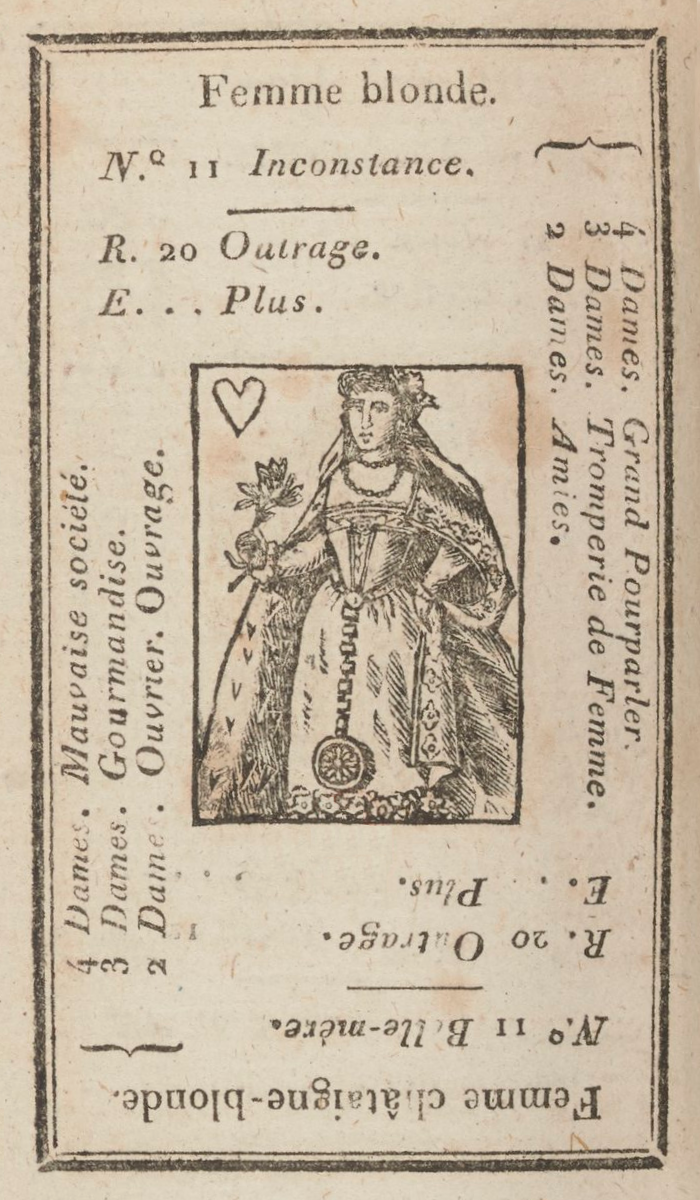 Femme blonde.
N.º 11 Inconstance.
R. 20 Outrage.
E. . . Plus.
4 Dames. Grand Pourparler.
3 Dames. Tromperie de Femme.
2 Dames. Amies.
4 Dames. Mauvaise société.
3 Dames. Gourmandise.
2 Dames. Ouvrier. Ouvrage.
Femme châtaigne-blonde.
N.º 11 Belle-mère.
R. 20 Outrage.
E. . . Plus.